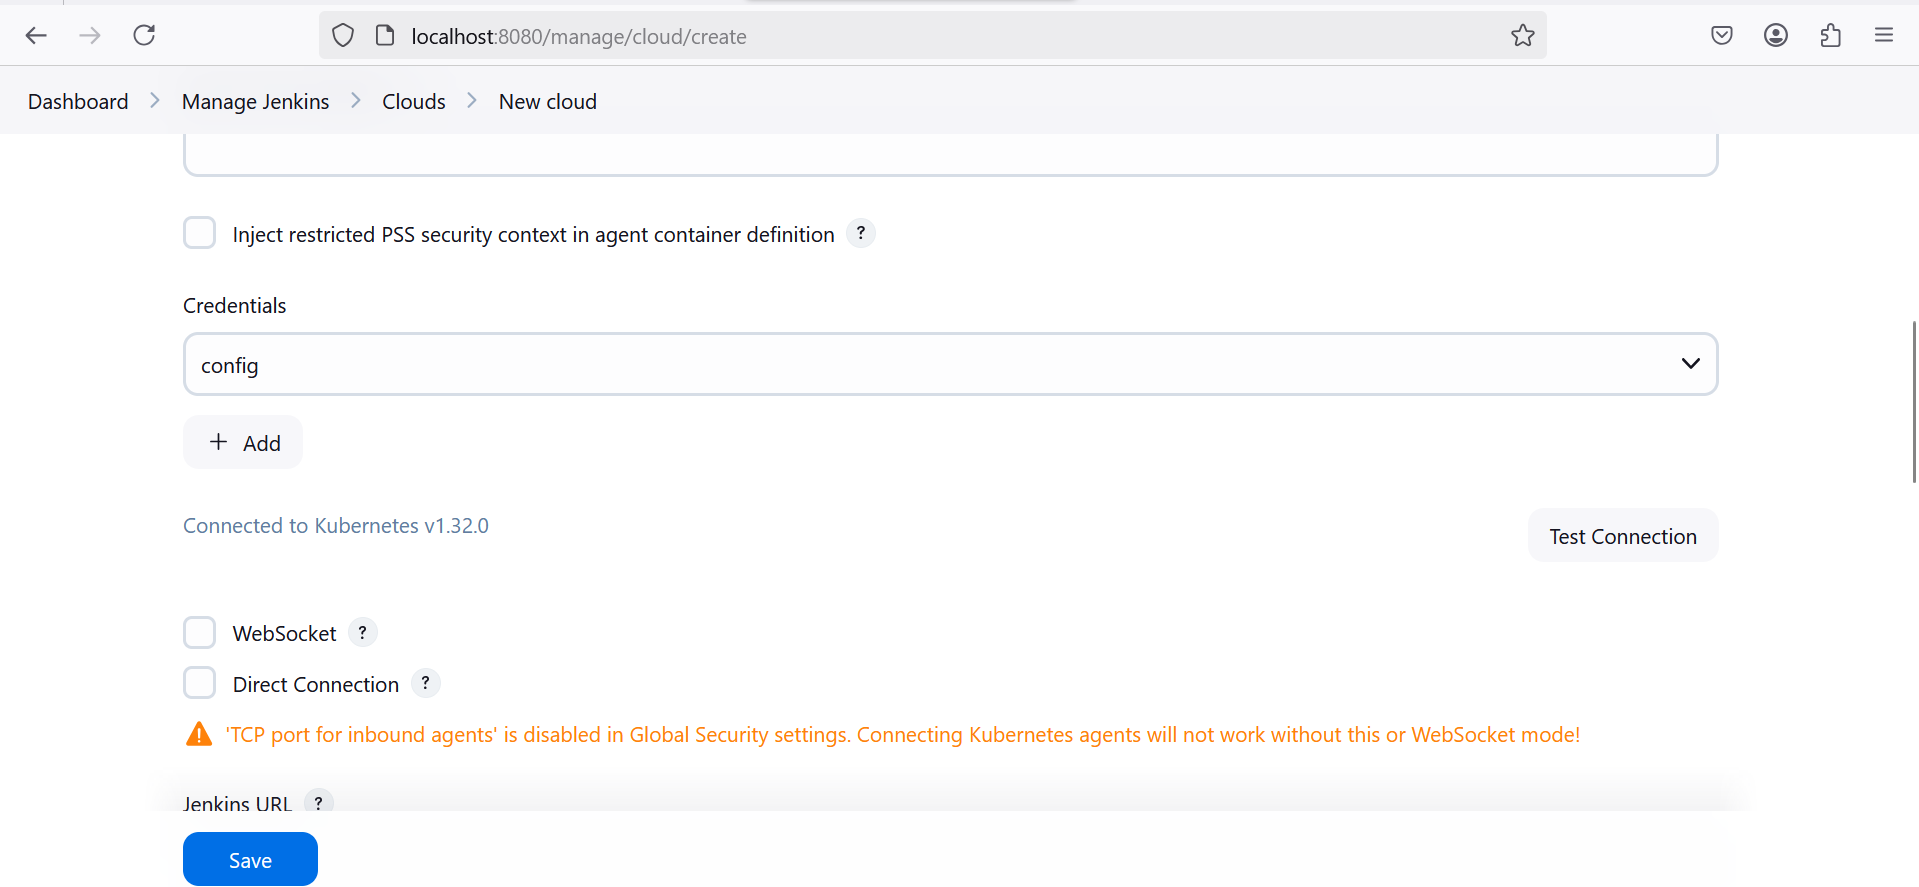 localhost:8080/manage/cloud/create
Dashboard > Manage Jenkins > Clouds > New cloud
Inject restricted PSS security context in agent container definition ?
Credentials
config
+ Add
Connected to Kubernetes v1.32.0
Test Connection
WebSocket ?
Direct Connection ?
'TCP port for inbound agents' is disabled in Global Security settings. Connecting Kubernetes agents will not work without this or WebSocket mode!
Jenkins URL ?
Save